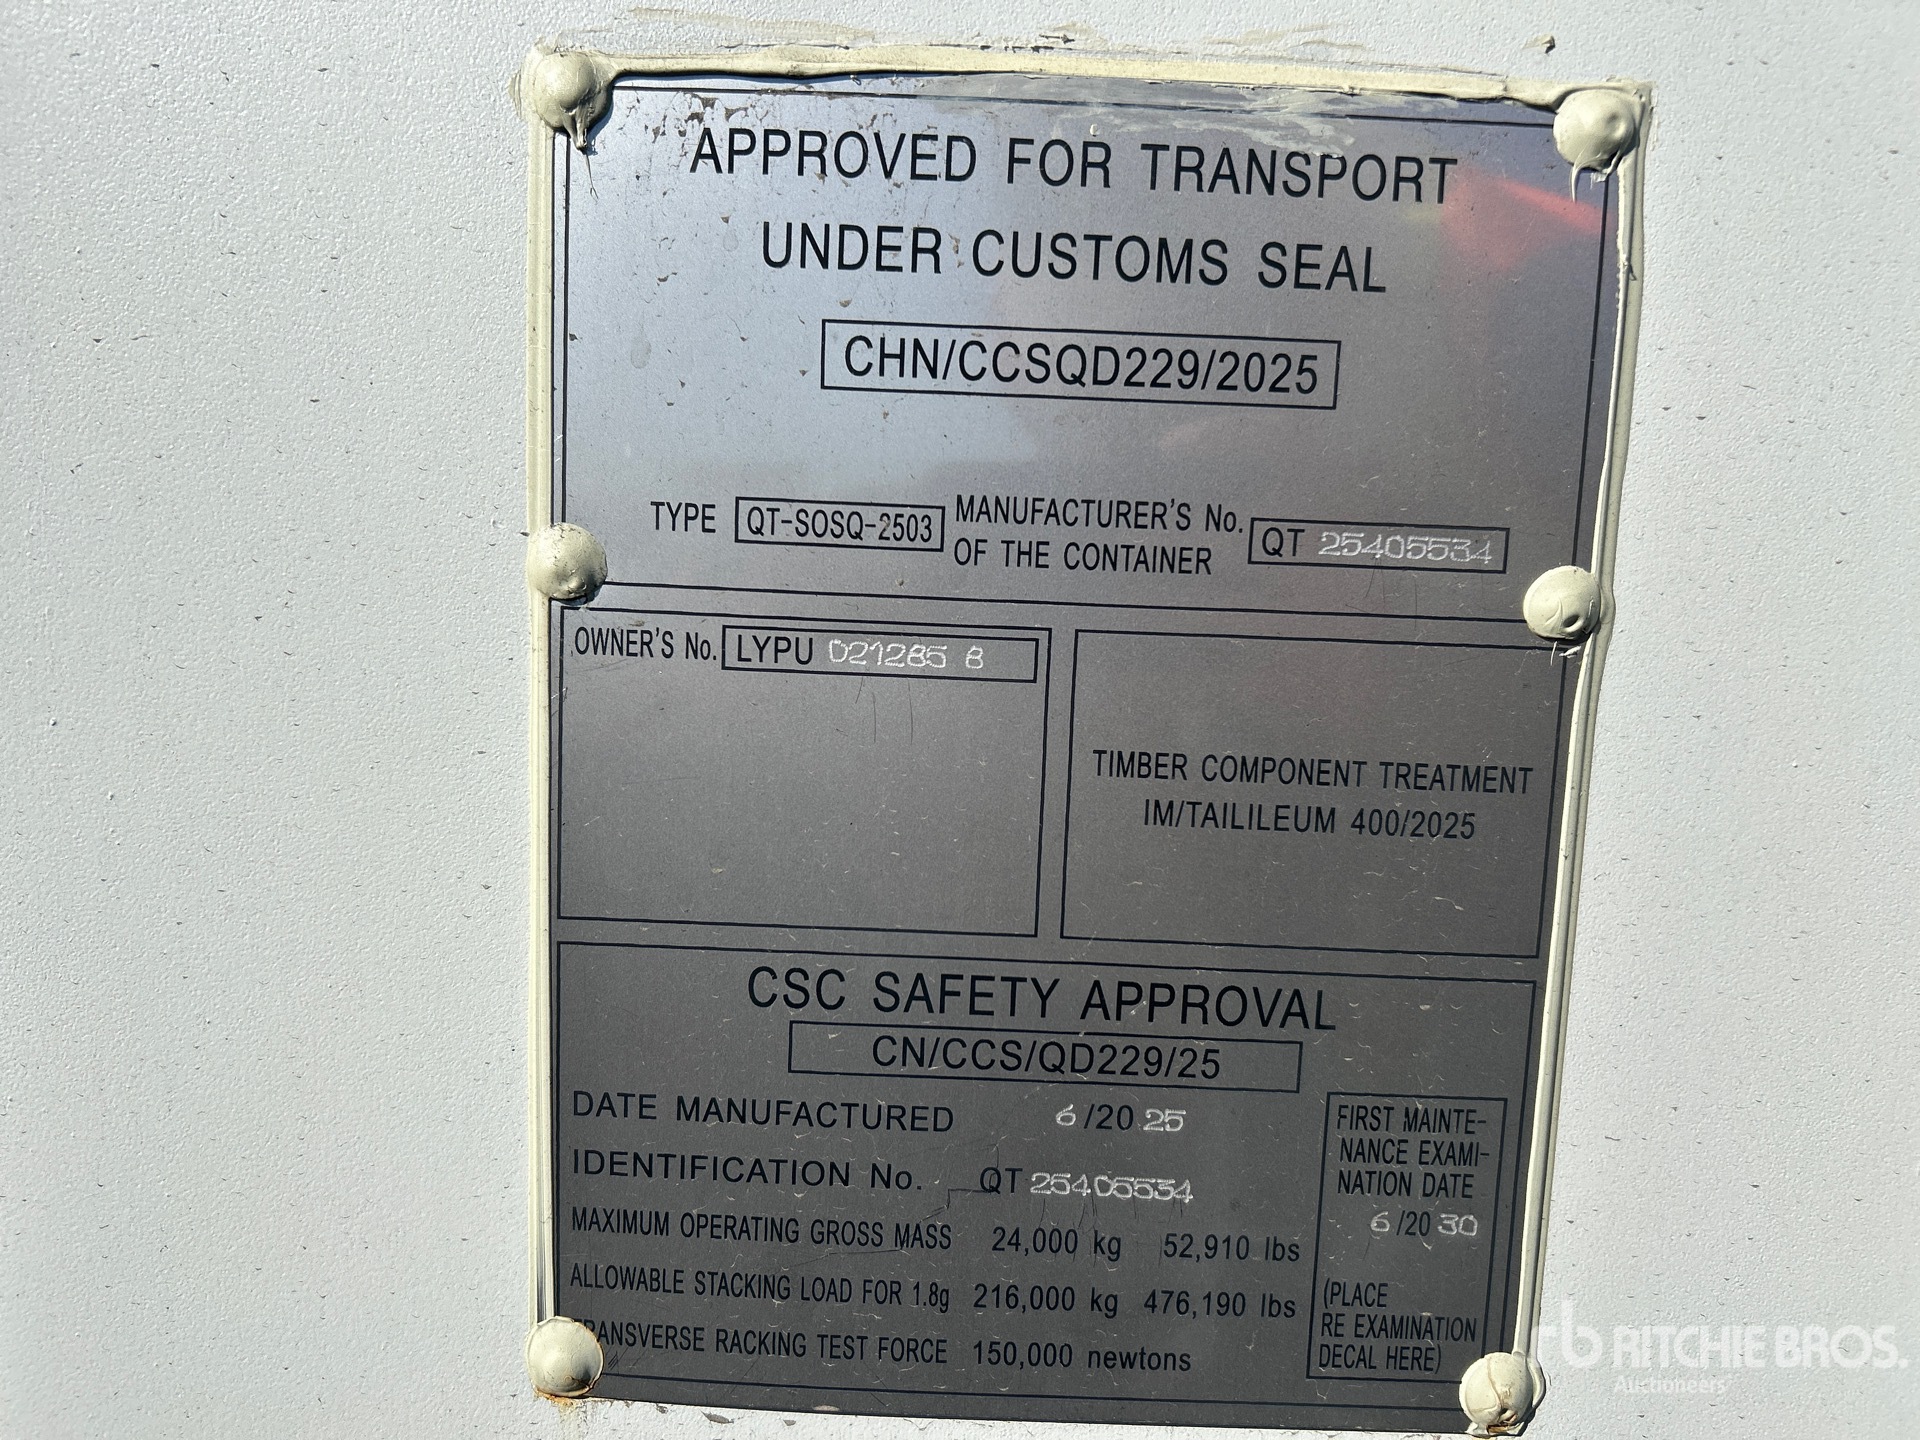 APPROVED FOR TRANSPORT
UNDER CUSTOMS SEAL
CHN/CCSQD229/2025
TYPE QT-SOSQ-2503 MANUFACTURER'S No. OF THE CONTAINER QT 25405534
OWNER'S No. LYPU 021285 8
TIMBER COMPONENT TREATMENT
IM/TAILILEUM 400/2025
CSC SAFETY APPROVAL
CN/CCS/QD229/25
DATE MANUFACTURED 6/2025
IDENTIFICATION No. QT 25405534
MAXIMUM OPERATING GROSS MASS 24,000 kg 52,910 lbs
ALLOWABLE STACKING LOAD FOR 1.8g 216,000 kg 476,190 lbs
TRANSVERSE RACKING TEST FORCE 150,000 newtons
FIRST MAINTE-
NANCE EXAMI-
NATION DATE
6/2030
(PLACE
RE EXAMINATION
DECAL HERE)
rb RITCHIE BROS.
Auctioneers